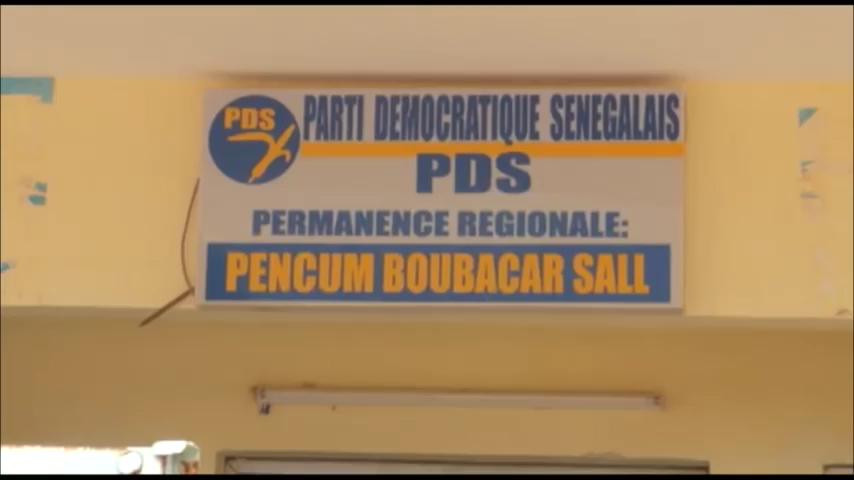 PDS
PARTI DEMOCRATIQUE SENEGALAIS
PDS
PERMANENCE REGIONALE:
PENCUM BOUBACAR SALL